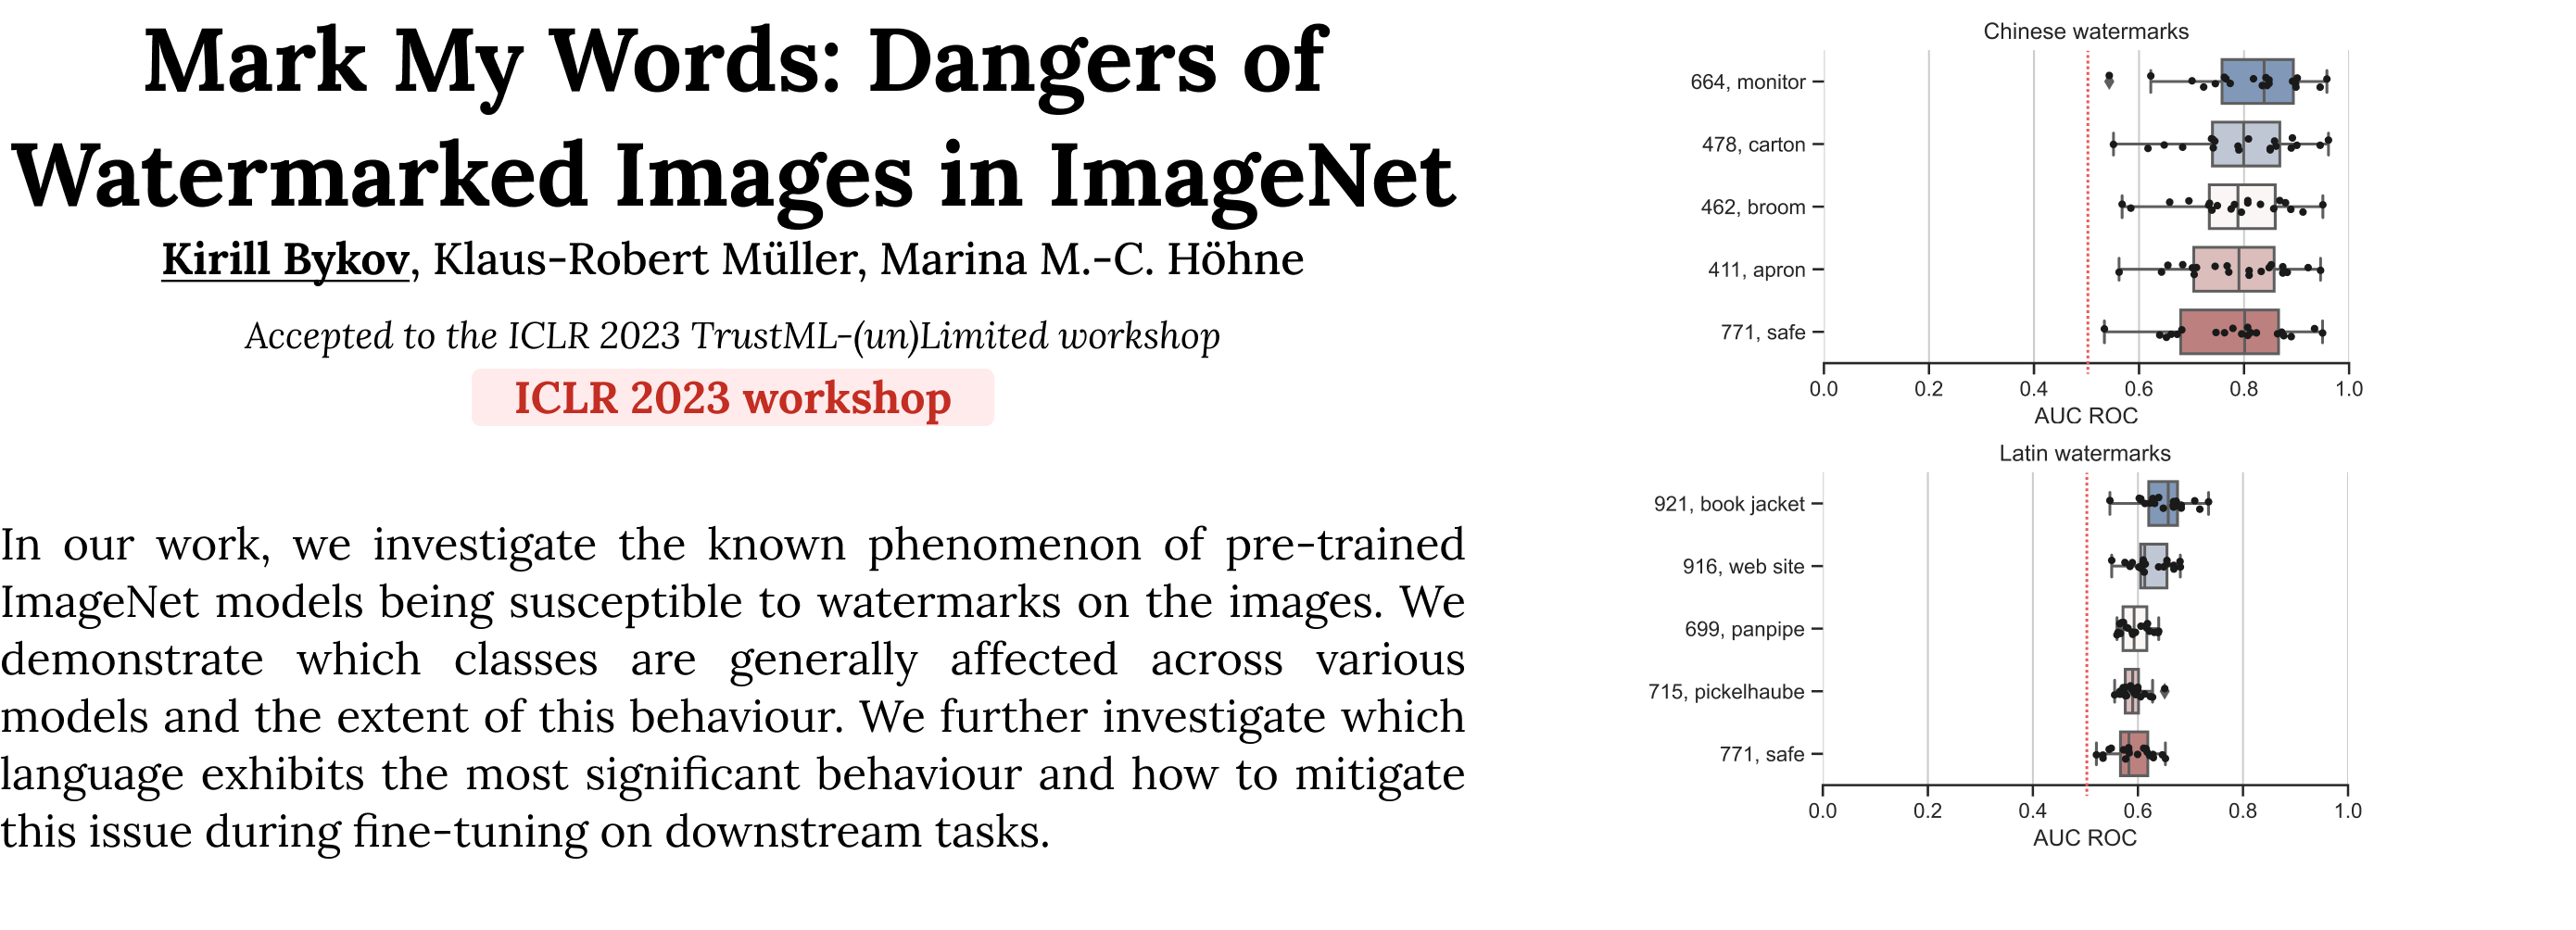 Mark My Words: Dangers of
Watermarked Images in ImageNet
Kirill Bykov, Klaus-Robert Müller, Marina M.-C. Höhne
Accepted to the ICLR 2023 TrustML-(un)Limited workshop
ICLR 2023 workshop
In our work, we investigate the known phenomenon of pre-trained
ImageNet models being susceptible to watermarks on the images. We
demonstrate which classes are generally affected across various
models and the extent of this behaviour. We further investigate which
language exhibits the most significant behaviour and how to mitigate
this issue during fine-tuning on downstream tasks.
Chinese watermarks
664, monitor
478, carton
462, broom
411, apron
771, safe
0.0 0.2 0.4 0.6 0.8 1.0
AUC ROC
Latin watermarks
921, book jacket
916, web site
699, panpipe
715, pickelhaube
771, safe
0.0 0.2 0.4 0.6 0.8 1.0
AUC ROC